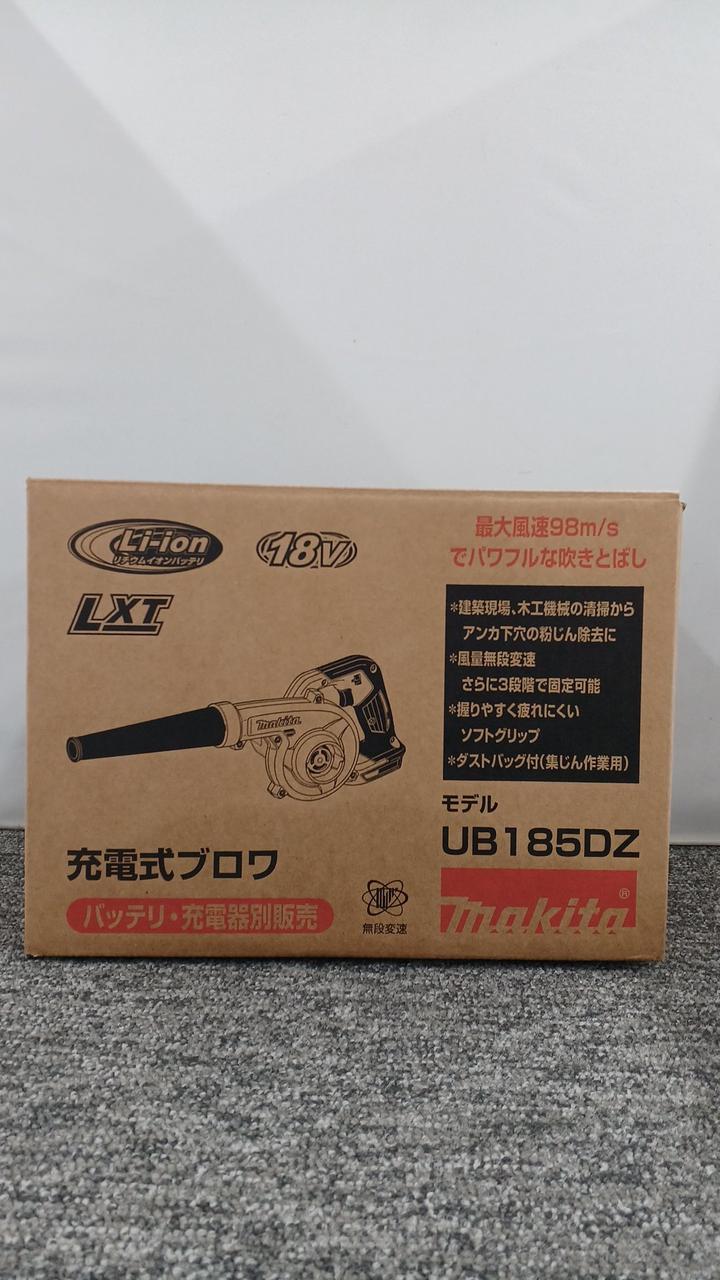 Li-ion
リチウムイオンバッテリ
18V
LXT
最大風速98m/s
でパワフルな吹きとばし
*建築現場、木工機械の清掃から
アンカ下穴の粉じん除去に
*風量無段変速
さらに3段階で固定可能
*握りやすく疲れにくい
ソフトグリップ
*ダストバッグ付(集じん作業用)
makita
モデル
UB185DZ
充電式ブロワ
バッテリ・充電器別販売
無段変速
makita®